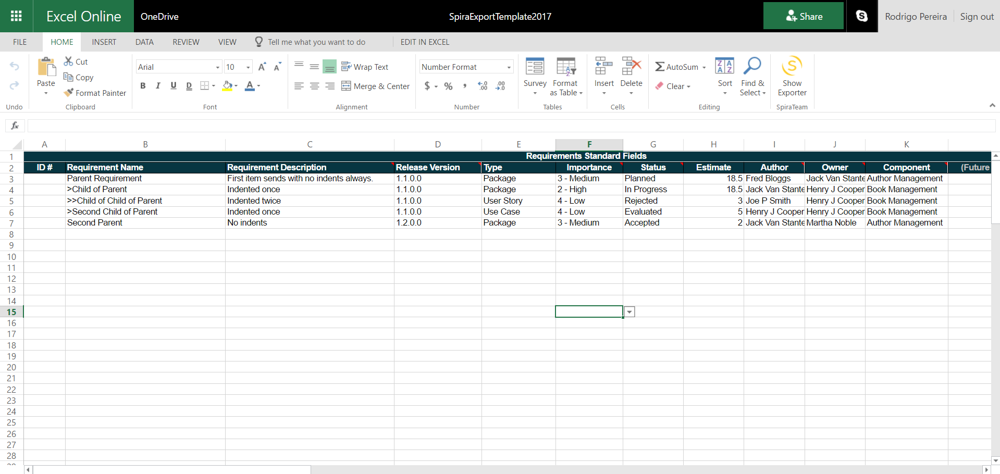 Excel Online OneDrive SpiraExportTemplate2017 Share Rodrigo Pereira Sign out
FILE HOME INSERT DATA REVIEW VIEW Tell me what you want to do EDIT IN EXCEL
Cut
Copy
Format Painter
Paste
Arial 10
B I U D
Wrap Text
Merge & Center
Number Format
$ % , .00 .00
Survey Format as Table
Insert Delete
AutoSum
Clear
Sort Find & Select
Show Exporter
Undo Clipboard Font Alignment Number Tables Cells Editing SpiraTeam
fx
A B C D E F G H I J K
1 Requirements Standard Fields
2 ID # Requirement Name Requirement Description Release Version Type Importance Status Estimate Author Owner Component (Future
3 Parent Requirement First item sends with no indents always. 1.1.0.0 Package 3 - Medium Planned 18.5 Fred Bloggs Jack Van Stante Author Management
4 >Child of Parent Indented once 1.1.0.0 Package 2 - High In Progress 18.5 Jack Van Stante Henry J Cooper Book Management
5 >>Child of Child of Parent Indented twice 1.1.0.0 User Story 4 - Low Rejected 3 Joe P Smith Henry J Cooper Book Management
6 >Second Child of Parent Indented once 1.1.0.0 Use Case 4 - Low Evaluated 5 Henry J Cooper Henry J Cooper Book Management
7 Second Parent No indents 1.2.0.0 Package 3 - Medium Accepted 2 Jack Van Stante Martha Noble Author Management
8
9
10
11
12
13
14
15
16
17
18
19
20
21
22
23
24
25
26
27
28